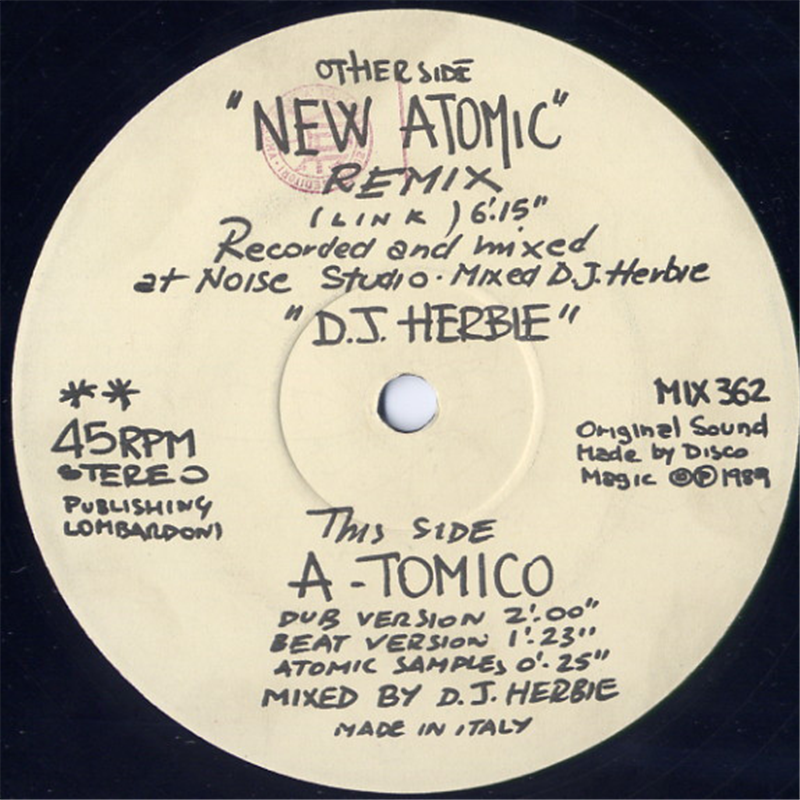 OTHER SIDE
"NEW ATOMIC"
REMIX
(LINK) 6'.15"
Recorded and mixed
at Noise Studio · Mixed D.J. Herbie
"D.J. HERBIE"
**
45RPM
STEREO
PUBLISHING
LOMBARDONI
MIX 362
Original Sound
Made by Disco
Magic ©℗ 1989
This SIDE
A-TOMICO
DUB VERSION 2'.00"
BEAT VERSION 1'.23"
ATOMIC SAMPLES 0'.25"
MIXED BY D.J. HERBIE
MADE IN ITALY